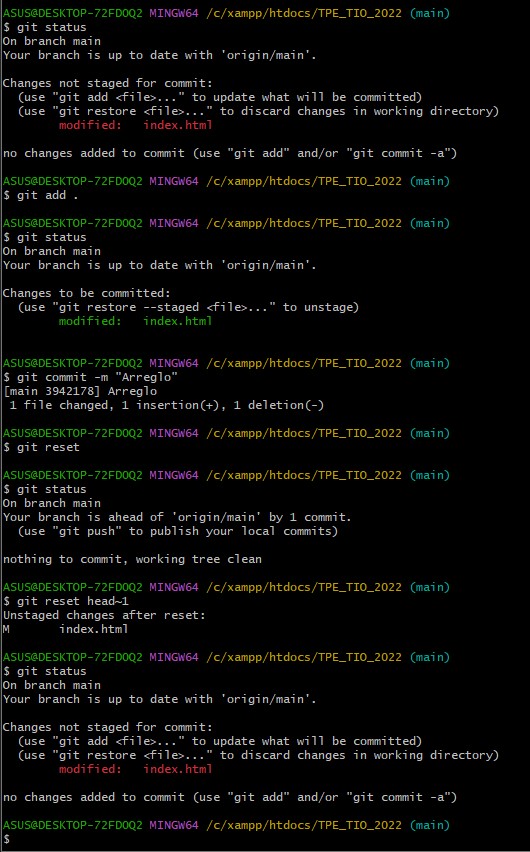 ASUS@DESKTOP-72FDOQ2 MINGW64 /c/xampp/htdocs/TPE_TIO_2022 (main)
$ git status
On branch main
Your branch is up to date with 'origin/main'.
Changes not staged for commit:
  (use "git add <file>..." to update what will be committed)
  (use "git restore <file>..." to discard changes in working directory)
        modified:   index.html
no changes added to commit (use "git add" and/or "git commit -a")
ASUS@DESKTOP-72FDOQ2 MINGW64 /c/xampp/htdocs/TPE_TIO_2022 (main)
$ git add .
ASUS@DESKTOP-72FDOQ2 MINGW64 /c/xampp/htdocs/TPE_TIO_2022 (main)
$ git status
On branch main
Your branch is up to date with 'origin/main'.
Changes to be committed:
  (use "git restore --staged <file>..." to unstage)
        modified:   index.html
ASUS@DESKTOP-72FDOQ2 MINGW64 /c/xampp/htdocs/TPE_TIO_2022 (main)
$ git commit -m "Arreglo"
[main 3942178] Arreglo
 1 file changed, 1 insertion(+), 1 deletion(-)
ASUS@DESKTOP-72FDOQ2 MINGW64 /c/xampp/htdocs/TPE_TIO_2022 (main)
$ git reset
ASUS@DESKTOP-72FDOQ2 MINGW64 /c/xampp/htdocs/TPE_TIO_2022 (main)
$ git status
On branch main
Your branch is ahead of 'origin/main' by 1 commit.
  (use "git push" to publish your local commits)
nothing to commit, working tree clean
ASUS@DESKTOP-72FDOQ2 MINGW64 /c/xampp/htdocs/TPE_TIO_2022 (main)
$ git reset head~1
Unstaged changes after reset:
M       index.html
ASUS@DESKTOP-72FDOQ2 MINGW64 /c/xampp/htdocs/TPE_TIO_2022 (main)
$ git status
On branch main
Your branch is up to date with 'origin/main'.
Changes not staged for commit:
  (use "git add <file>..." to update what will be committed)
  (use "git restore <file>..." to discard changes in working directory)
        modified:   index.html
no changes added to commit (use "git add" and/or "git commit -a")
ASUS@DESKTOP-72FDOQ2 MINGW64 /c/xampp/htdocs/TPE_TIO_2022 (main)
$